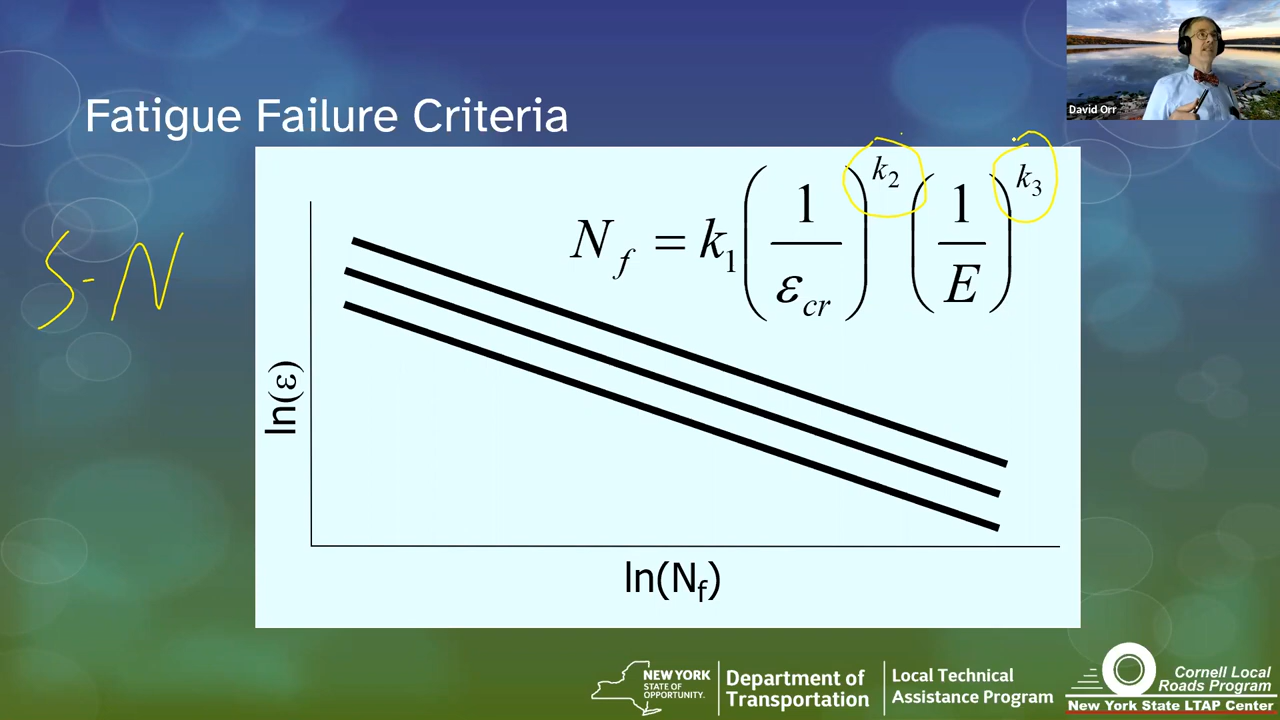 David Orr
Fatigue Failure Criteria
S-N
N_f = k_1 (1/ε_cr)^{k_2} (1/E)^{k_3}
ln(ε)
ln(N_f)
NEW YORK
STATE OF
OPPORTUNITY.
Department of
Transportation
Local Technical
Assistance Program
Cornell Local
Roads Program
New York State LTAP Center